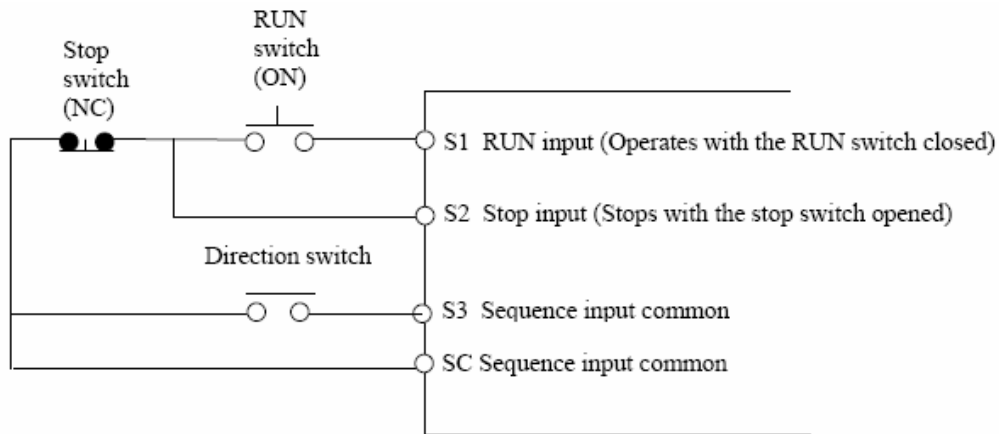 RUN
switch
(ON)
Stop
switch
(NC)
S1 RUN input (Operates with the RUN switch closed)
S2 Stop input (Stops with the stop switch opened)
Direction switch
S3 Sequence input common
SC Sequence input common